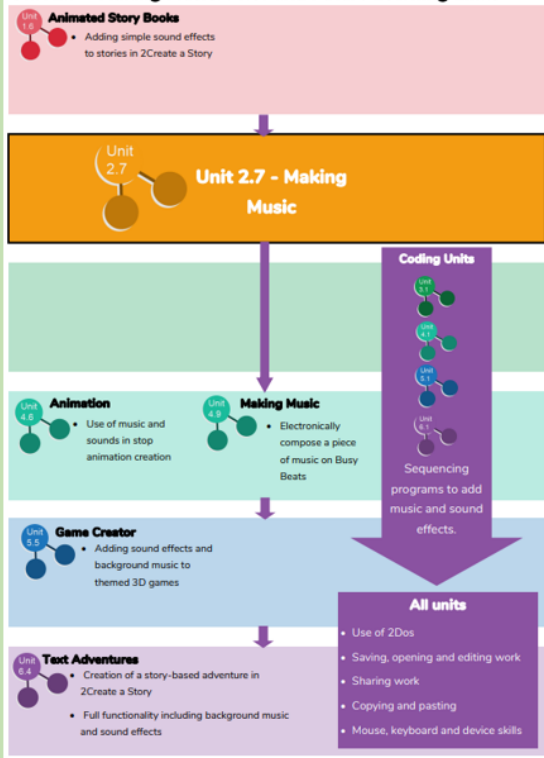 Unit
1.6
Animated Story Books
• Adding simple sound effects
to stories in 2Create a Story
Unit
2.7
Unit 2.7 - Making
Music
Coding Units
Unit
3.1
Unit
4.1
Unit
5.1
Unit
6.1
Sequencing
programs to add
music and sound
effects.
Unit
4.6
Animation
• Use of music and
sounds in stop
animation creation
Unit
4.9
Making Music
• Electronically
compose a piece
of music on Busy
Beats
Unit
5.5
Game Creator
• Adding sound effects and
background music to
themed 3D games
Unit
6.4
Text Adventures
• Creation of a story-based adventure in
2Create a Story
• Full functionality including background music
and sound effects
All units
• Use of 2Dos
• Saving, opening and editing work
• Sharing work
• Copying and pasting
• Mouse, keyboard and device skills